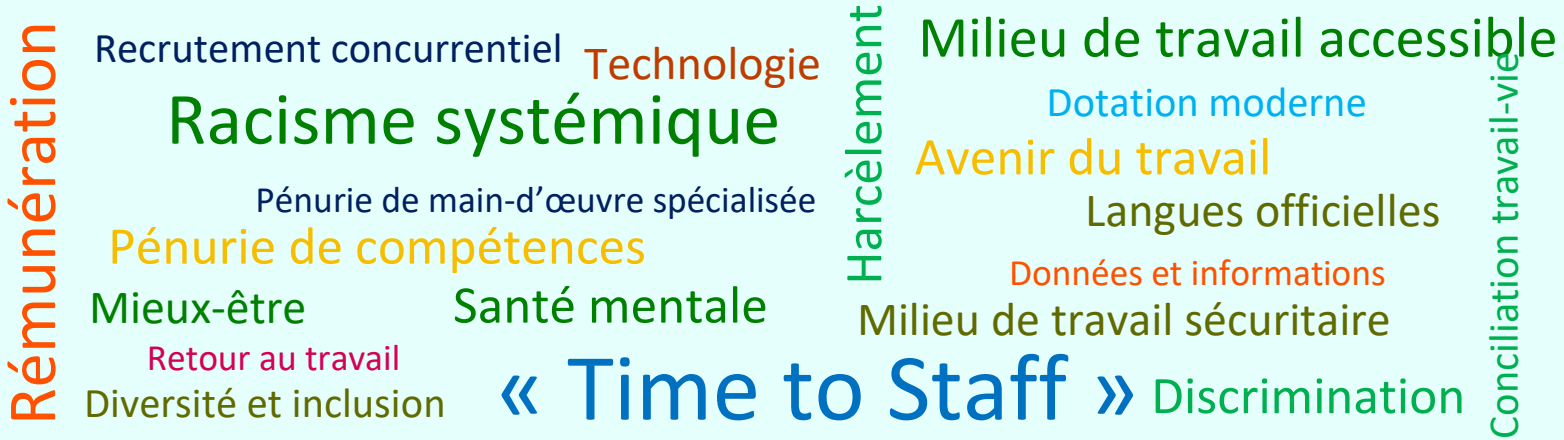 Rémunération
Recrutement concurrentiel
Technologie
Racisme systémique
Pénurie de main-d’œuvre spécialisée
Pénurie de compétences
Mieux-être
Santé mentale
Retour au travail
Diversité et inclusion
« Time to Staff »
Harcèlement
Milieu de travail accessible
Dotation moderne
Avenir du travail
Langues officielles
Données et informations
Milieu de travail sécuritaire
Discrimination
Conciliation travail-vie